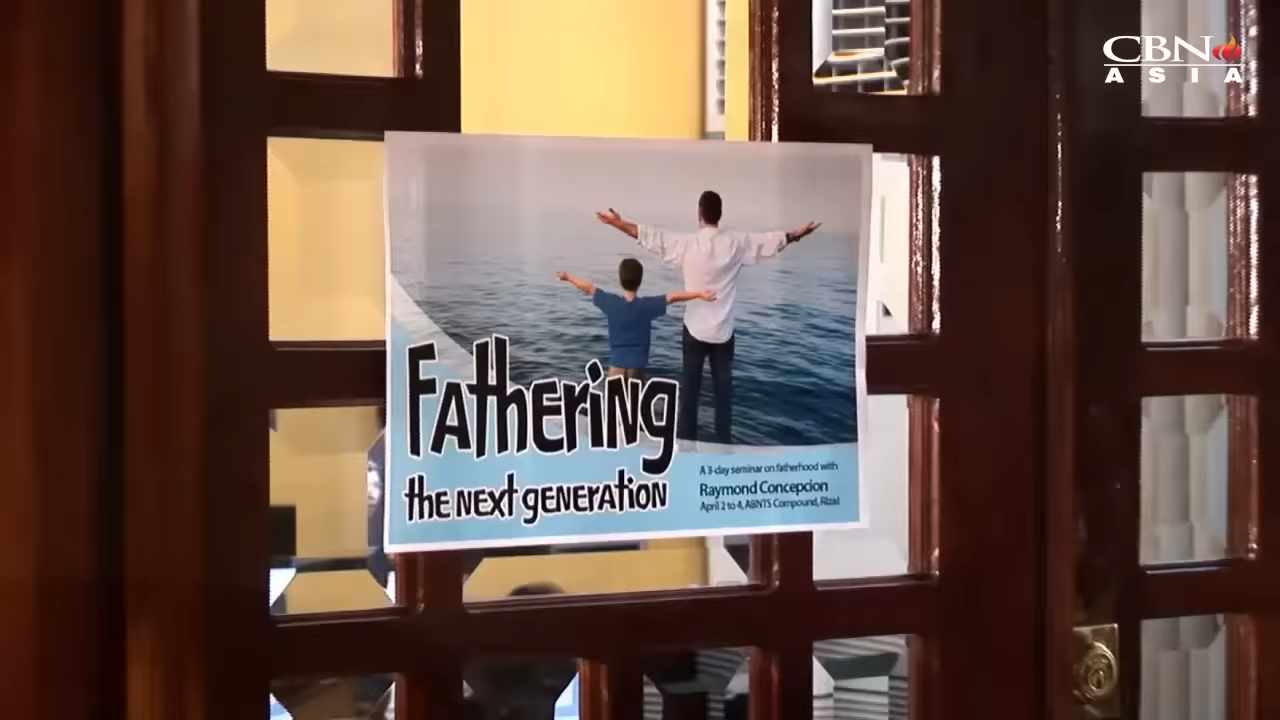 CBN
ASIA
Fathering
the next generation
A 3-day seminar on fatherhood with
Raymond Concepcion
April 2 to 4, ABNTS Compound, Rizal